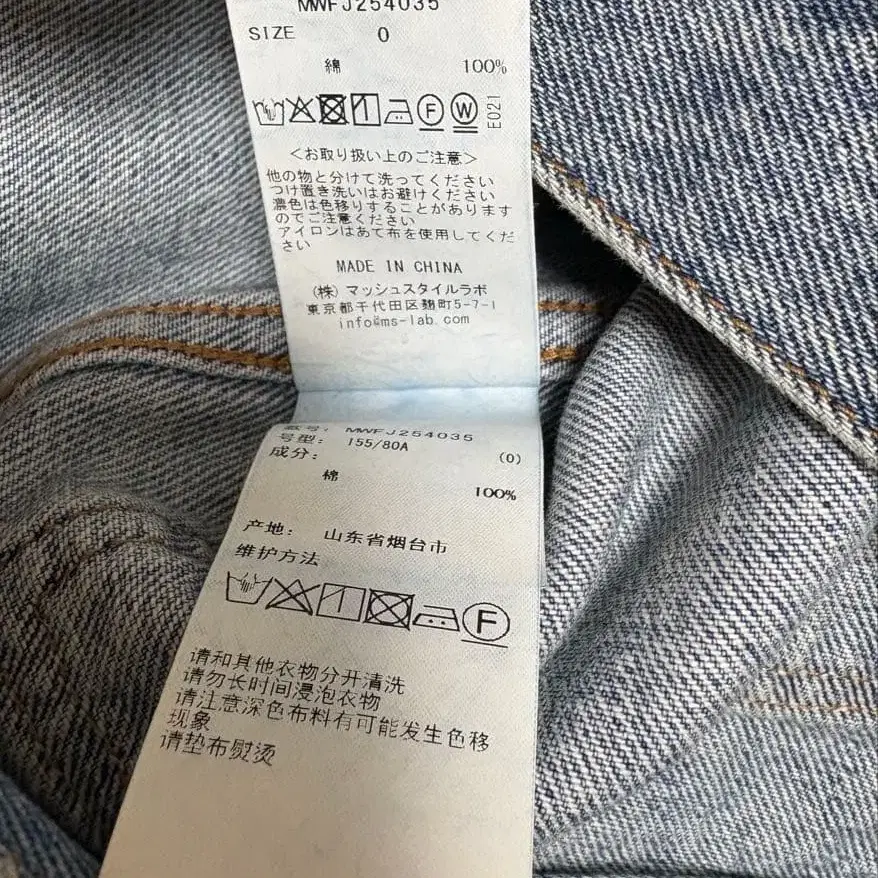 MWFJ254035
SIZE 0
綿 100%
F W E021
＜お取り扱い上のご注意＞
他の物と分けて洗ってください
つけ置き洗いはお避けください
濃色は色移りすることがあります
のでご注意ください
アイロンはあて布を使用してくだ
さい
MADE IN CHINA
(株) マッシュスタイルラボ
東京都千代田区麹町5-7-1
info@ms-lab.com
款号: MWFJ254035
号型: 155/80A (0)
成分:
棉 100%
产地: 山东省烟台市
维护方法
F
请和其他衣物分开清洗
请勿长时间浸泡衣物
请注意深色布料有可能发生色移
现象
请垫布熨烫